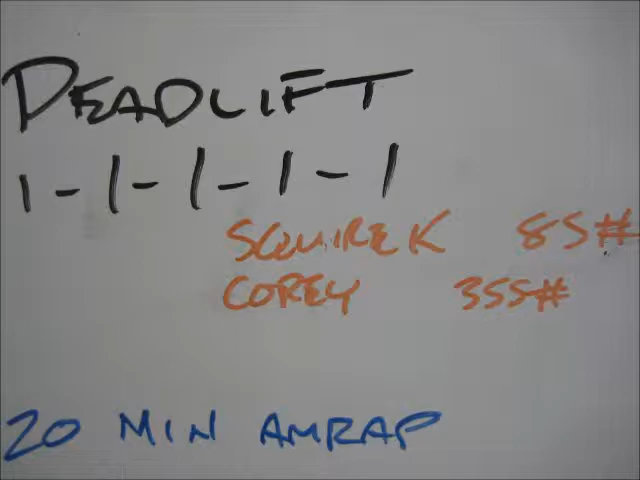 DEADLIFT
1-1-1-1-1
SQUIREK 85#
COREY 355#
20 MIN AMRAP